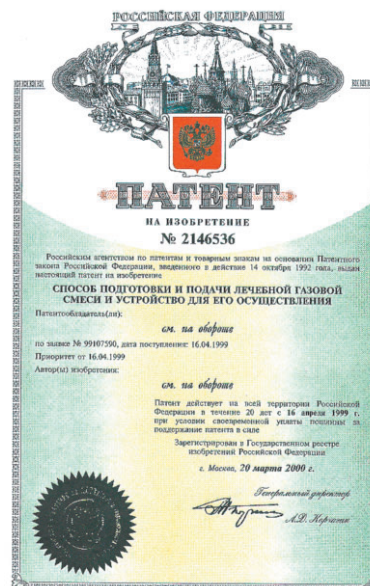 РОССИЙСКАЯ ФЕДЕРАЦИЯ
ПАТЕНТ
НА ИЗОБРЕТЕНИЕ
№ 2146536
Российским агентством по патентам и товарным знакам на основании Патентного
закона Российской Федерации, введенного в действие 14 октября 1992 года, выдан
настоящий патент на изобретение
СПОСОБ ПОДГОТОВКИ И ПОДАЧИ ЛЕЧЕБНОЙ ГАЗОВОЙ
СМЕСИ И УСТРОЙСТВО ДЛЯ ЕГО ОСУЩЕСТВЛЕНИЯ
Патентообладатель(ли):
см. на обороте
по заявке № 99107590, дата поступления: 16.04.1999
Приоритет от 16.04.1999
Автор(ы) изобретения:
см. на обороте
Патент действует на всей территории Российской
Федерации в течение 20 лет с 16 апреля 1999 г.
при условии своевременной уплаты пошлины за
поддержание патента в силе
Зарегистрирован в Государственном реестре
изобретений Российской Федерации
г. Москва, 20 марта 2000 г.
Генеральный директор
А.Д. Корчагин